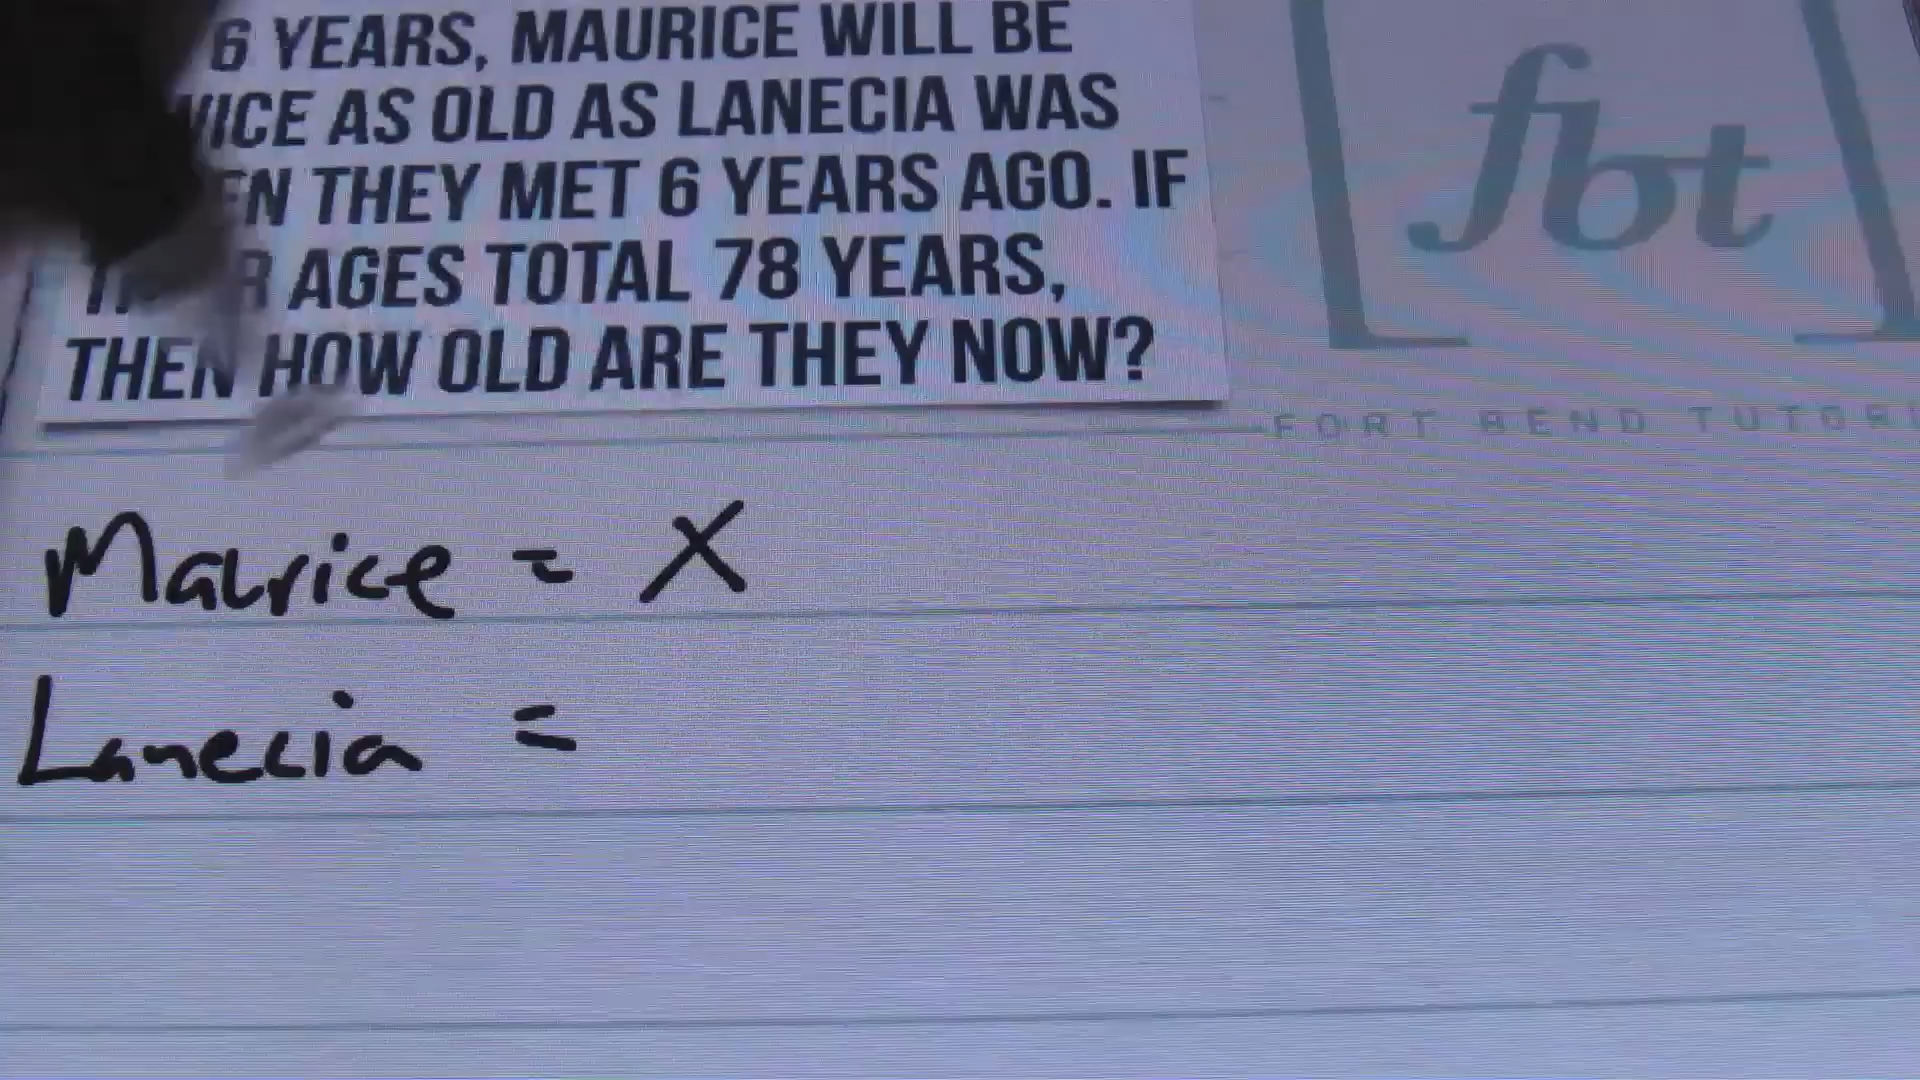 6 YEARS, MAURICE WILL BE
AS OLD AS LANECIA WAS
THEY MET 6 YEARS AGO. IF
AGES TOTAL 78 YEARS,
THEN HOW OLD ARE THEY NOW?
fbt
FORT BEND
Maurice = X
Lanecia =